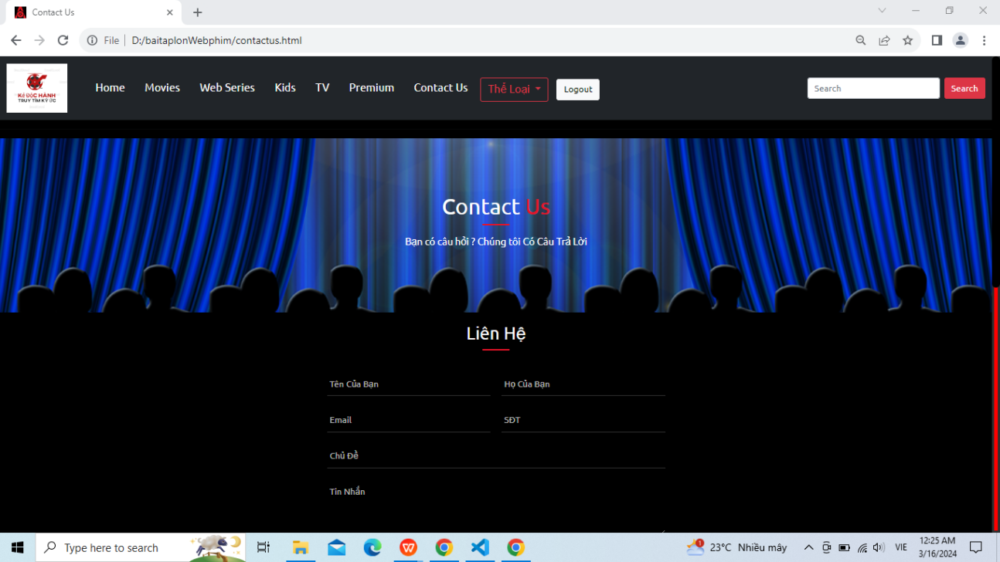 Contact Us
File
D:/baitaplonWebphim/contactus.html
KẺ ĐỘC HÀNH
TRUY TÌM KÝ ỨC
Home
Movies
Web Series
Kids
TV
Premium
Contact Us
Thể Loại
Logout
Search
Search
Contact Us
Bạn có câu hỏi ? Chúng tôi Có Câu Trả Lời
Liên Hệ
Tên Của Bạn
Họ Của Bạn
Email
SĐT
Chủ Đề
Tin Nhắn
Type here to search
W
1
23°C Nhiều mây
VIE
12:25 AM
3/16/2024